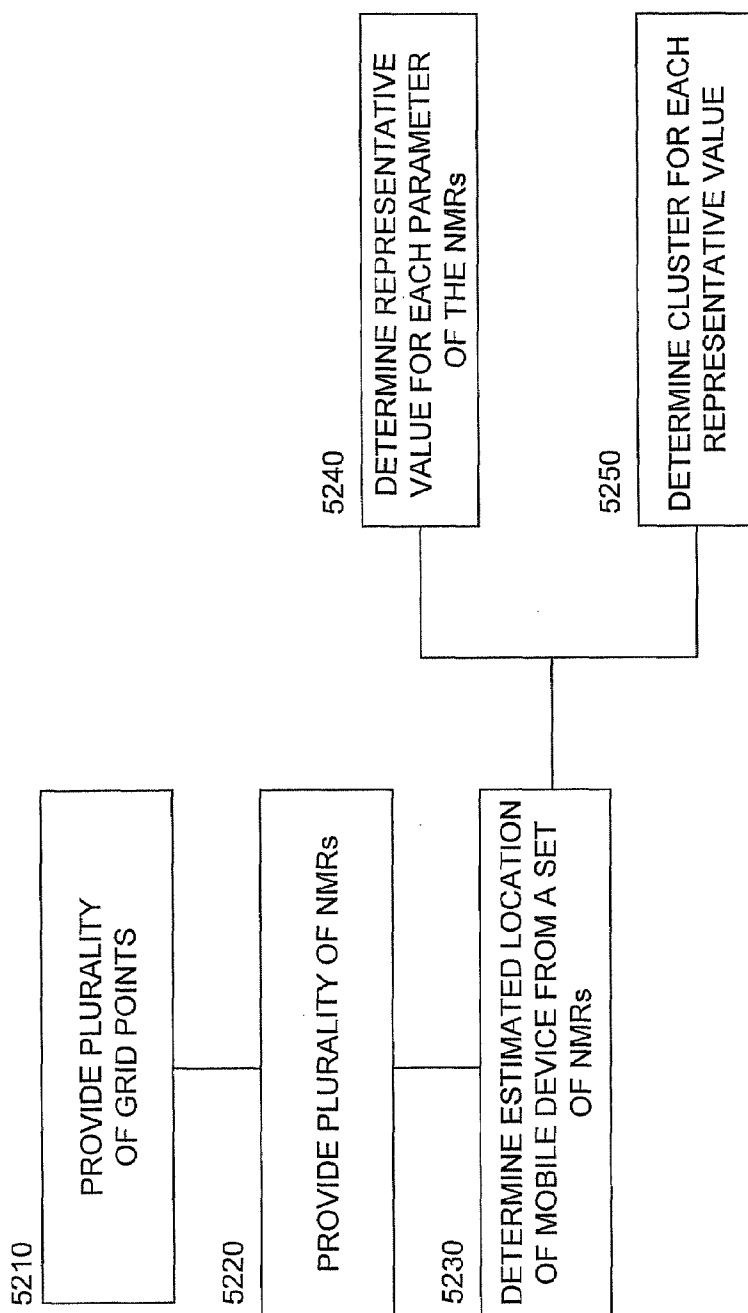 5210
PROVIDE PLURALITY
OF GRID POINTS
5220
PROVIDE PLURALITY OF NMRs
5230
DETERMINE ESTIMATED LOCATION
OF MOBILE DEVICE FROM A SET
OF NMRs
5240
DETERMINE REPRESENTATIVE
VALUE FOR EACH PARAMETER
OF THE NMRs
5250
DETERMINE CLUSTER FOR EACH
REPRESENTATIVE VALUE